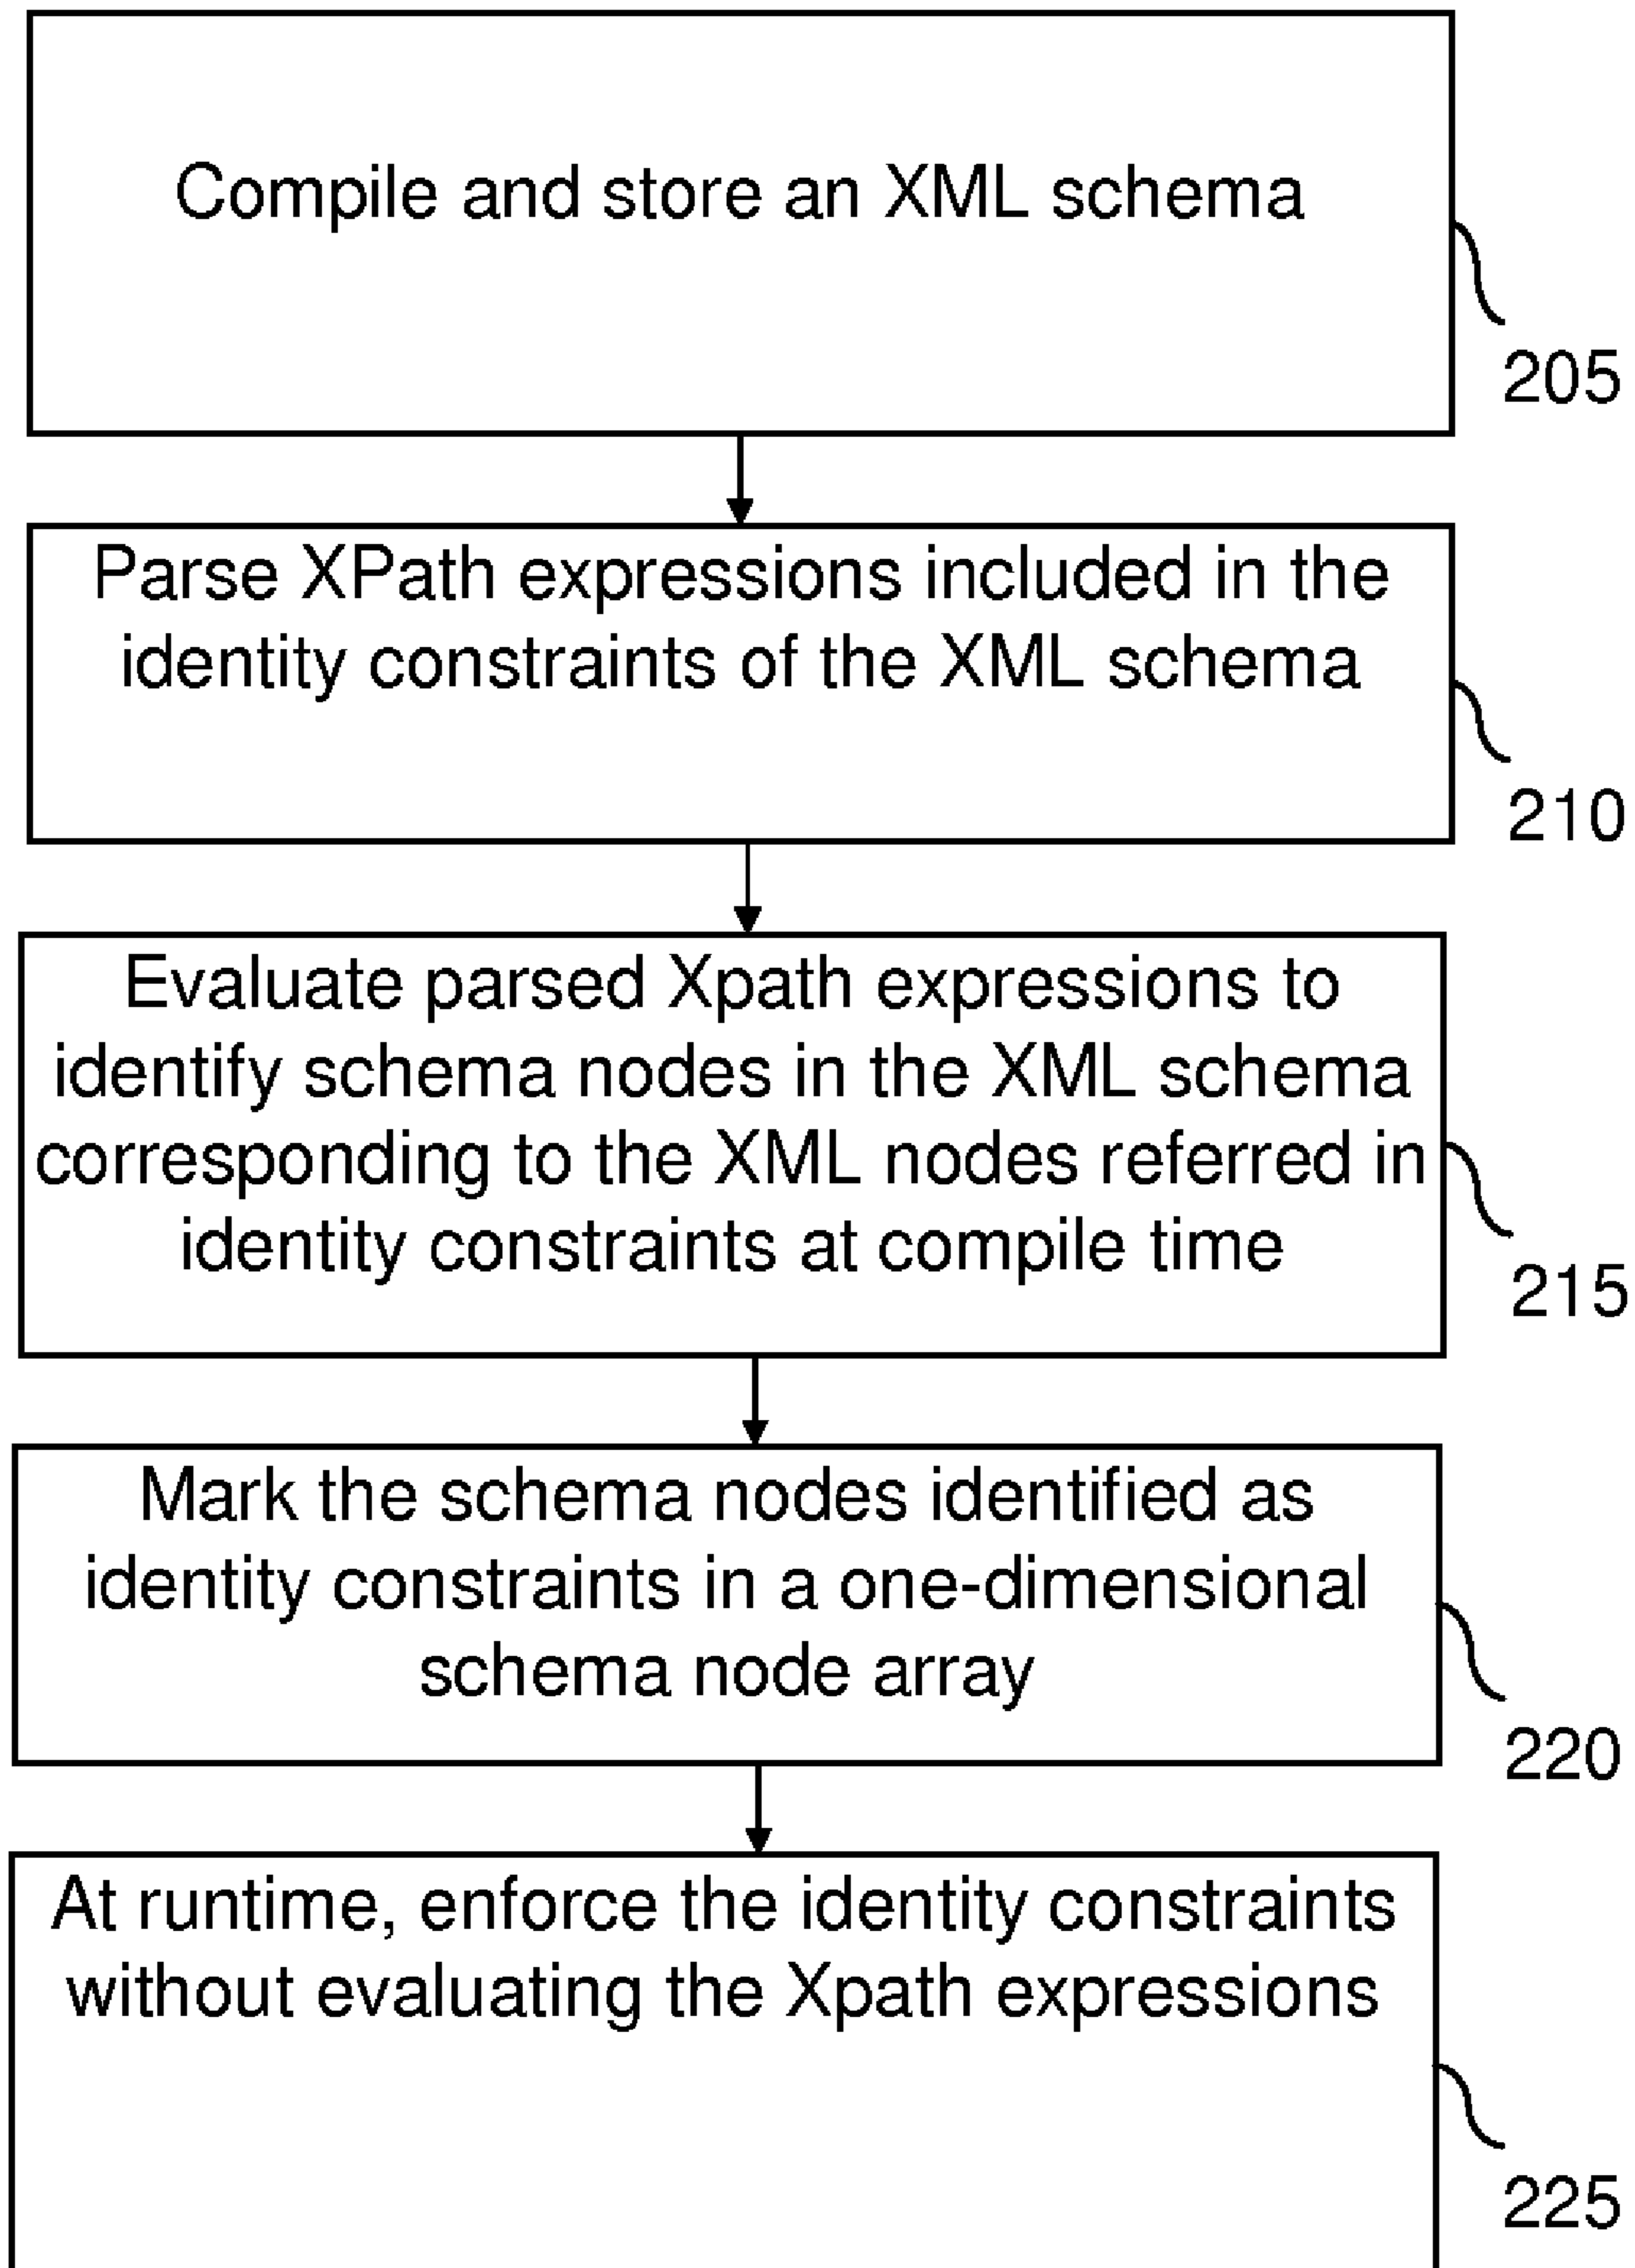 Compile and store an XML schema
205
Parse XPath expressions included in the
identity constraints of the XML schema
210
Evaluate parsed Xpath expressions to
identify schema nodes in the XML schema
corresponding to the XML nodes referred in
identity constraints at compile time
215
Mark the schema nodes identified as
identity constraints in a one-dimensional
schema node array
220
At runtime, enforce the identity constraints
without evaluating the Xpath expressions
225